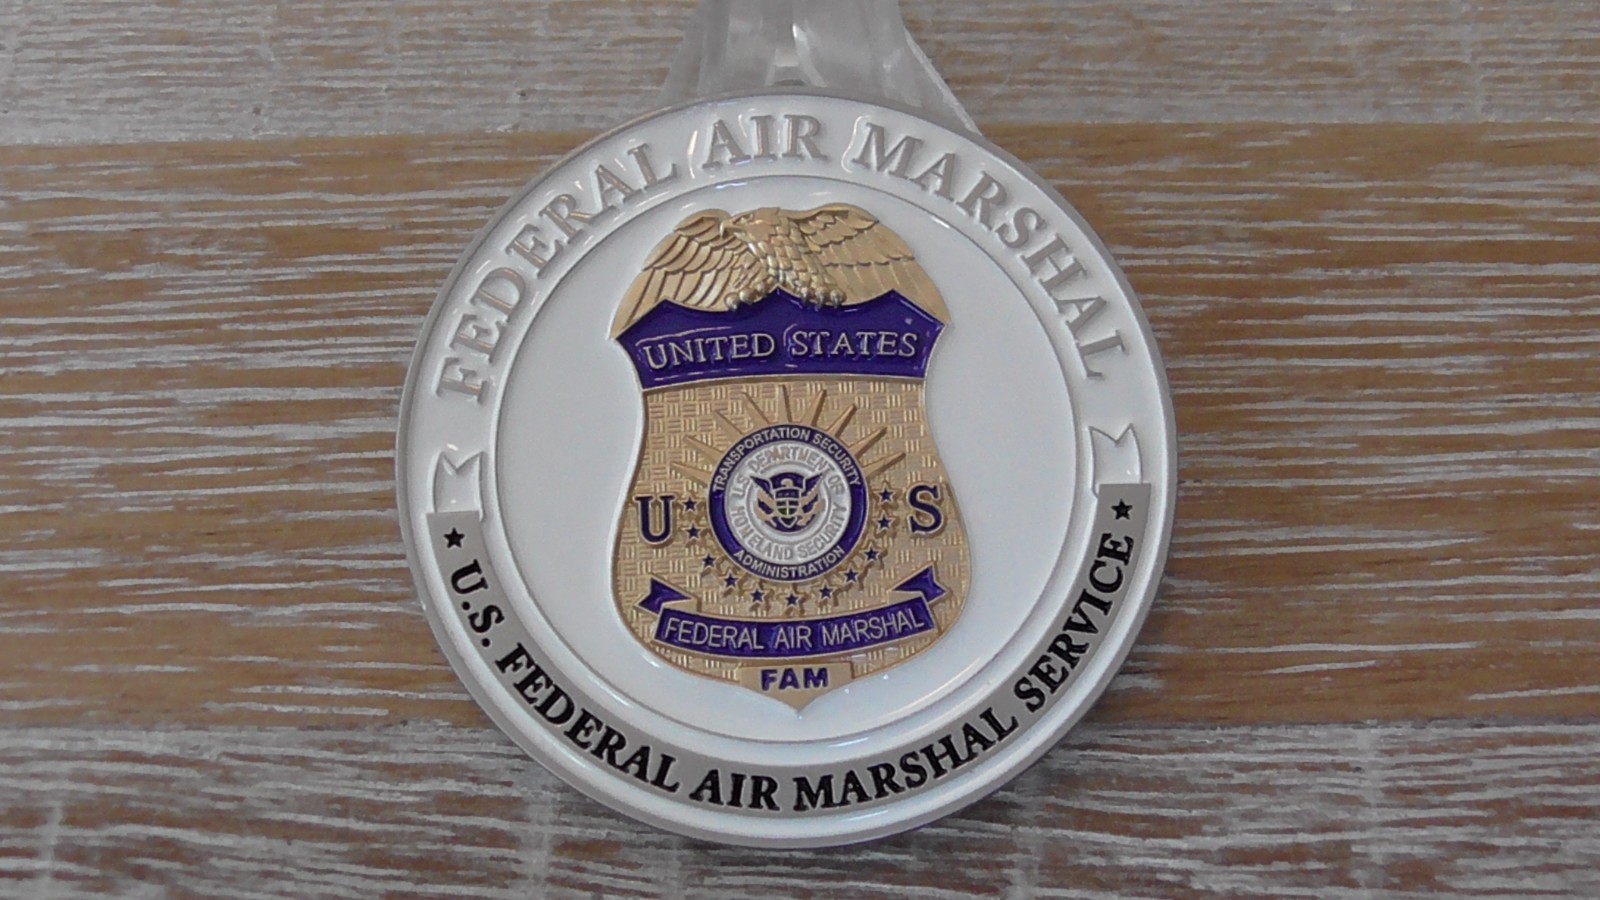 FEDERAL AIR MARSHAL
UNITED STATES
TRANSPORTATION SECURITY
U.S. DEPARTMENT OF
U S
HOMELAND SECURITY
ADMINISTRATION
FEDERAL AIR MARSHAL
FAM
U.S. FEDERAL AIR MARSHAL SERVICE